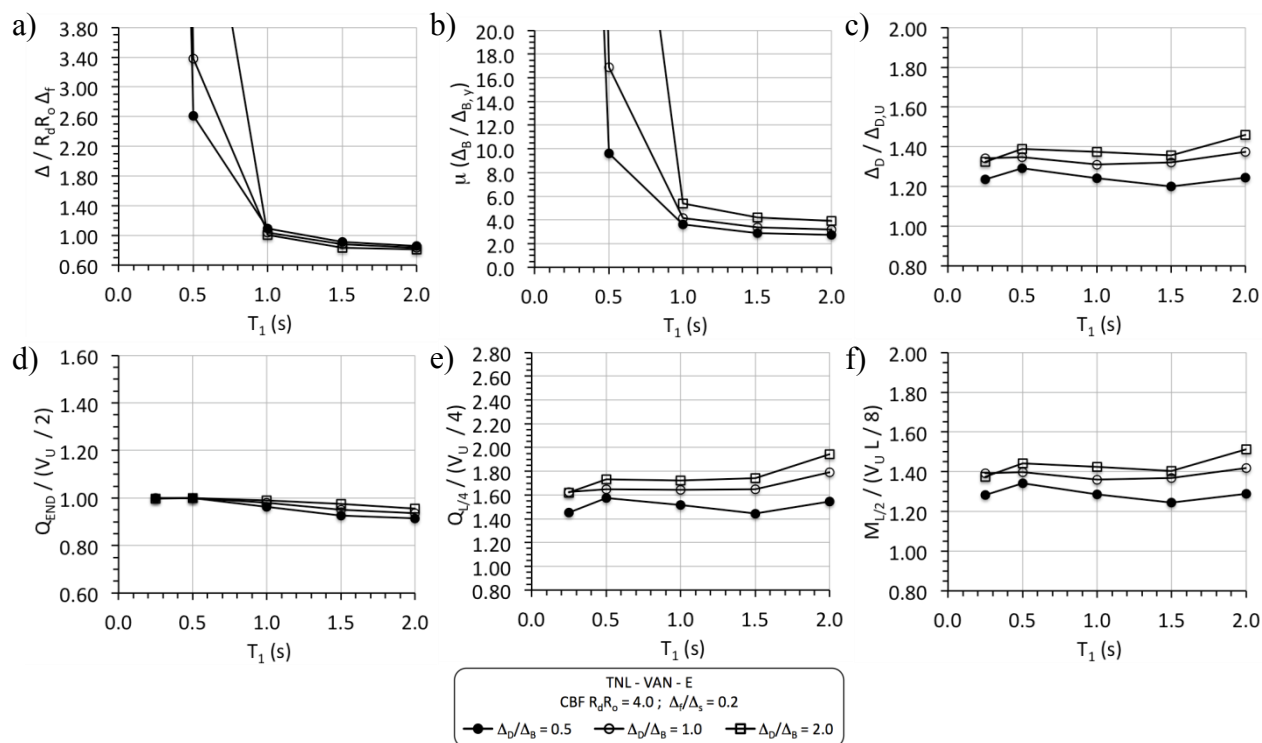 a)
3.80
3.40
3.00
2.60
2.20
1.80
1.40
1.00
0.60
Δ / R_dR_o Δ_f
0.0 0.5 1.0 1.5 2.0
T₁ (s)
b)
20.0
18.0
16.0
14.0
12.0
10.0
8.0
6.0
4.0
2.0
0.0
μ (Δ_B / Δ_B,y)
0.0 0.5 1.0 1.5 2.0
T₁ (s)
c)
2.00
1.80
1.60
1.40
1.20
1.00
0.80
Δ_D / Δ_D,U
0.0 0.5 1.0 1.5 2.0
T₁ (s)
d)
1.60
1.40
1.20
1.00
0.80
0.60
Q_END / (V_U / 2)
0.0 0.5 1.0 1.5 2.0
T₁ (s)
e)
2.80
2.60
2.40
2.20
2.00
1.80
1.60
1.40
1.20
1.00
0.80
Q_L/4 / (V_U / 4)
0.0 0.5 1.0 1.5 2.0
T₁ (s)
f)
2.00
1.80
1.60
1.40
1.20
1.00
0.80
M_L/2 / (V_U L / 8)
0.0 0.5 1.0 1.5 2.0
T₁ (s)
TNL - VAN - E
CBF R_dR_o = 4.0 ; Δ_f/Δ_s = 0.2
Δ_D/Δ_B = 0.5 Δ_D/Δ_B = 1.0 Δ_D/Δ_B = 2.0